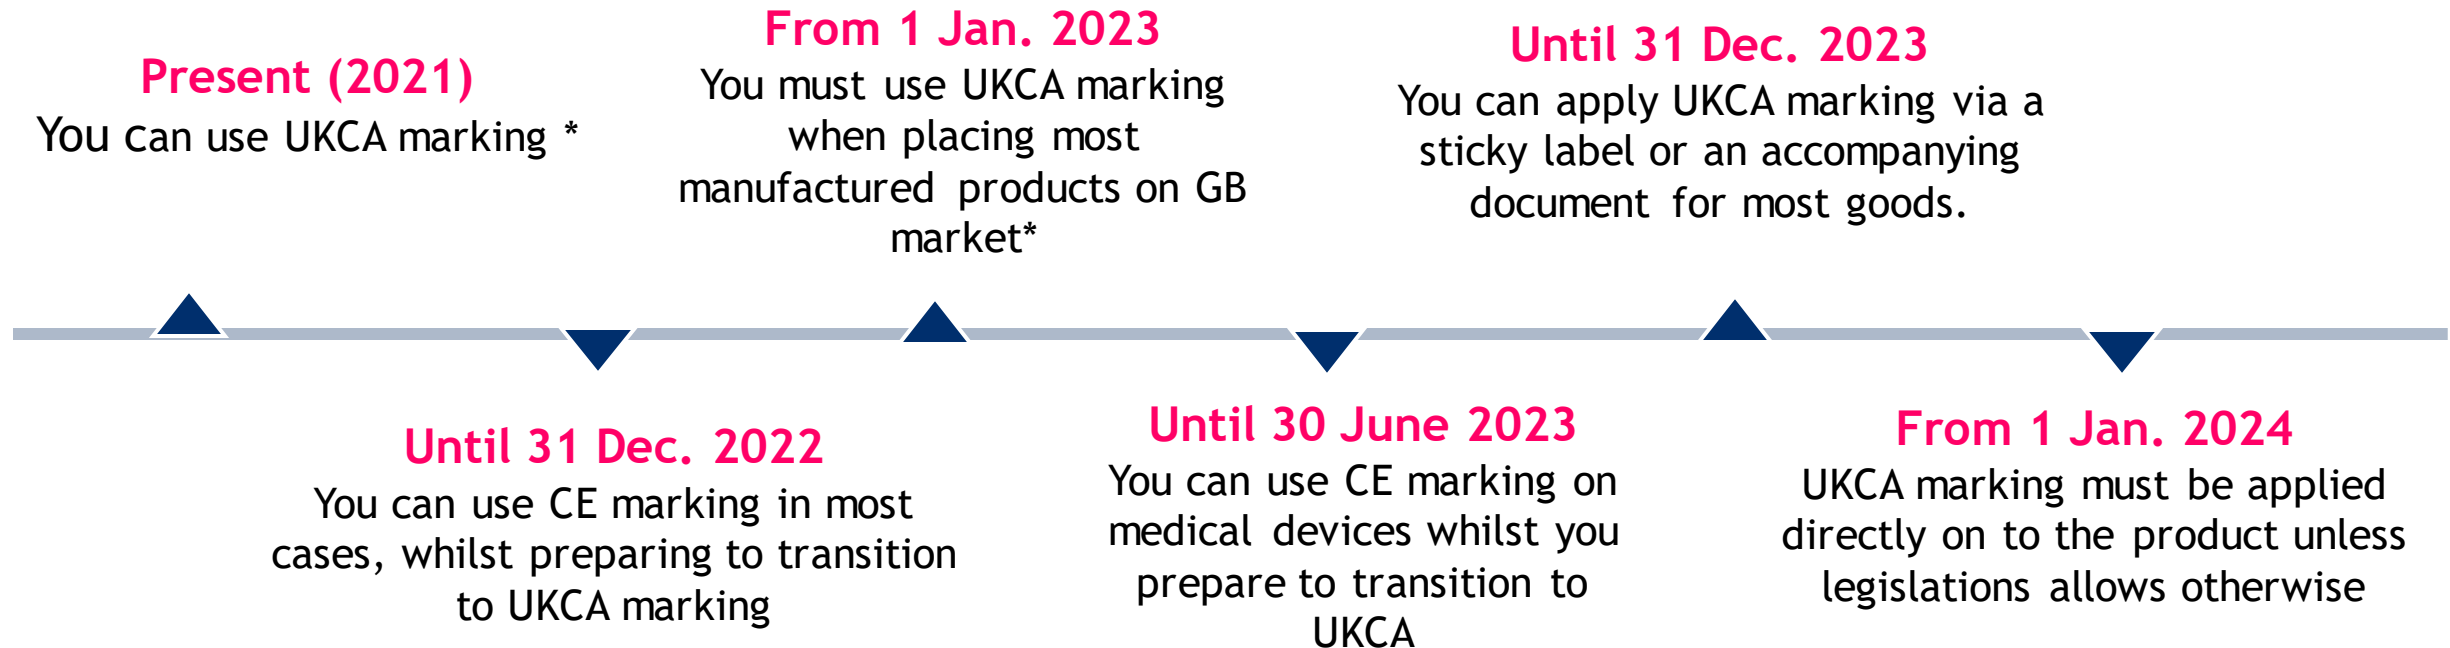 Present (2021)
You can use UKCA marking *
From 1 Jan. 2023
You must use UKCA marking
when placing most
manufactured products on GB
market*
Until 31 Dec. 2023
You can apply UKCA marking via a
sticky label or an accompanying
document for most goods.
Until 31 Dec. 2022
You can use CE marking in most
cases, whilst preparing to transition
to UKCA marking
Until 30 June 2023
You can use CE marking on
medical devices whilst you
prepare to transition to
UKCA
From 1 Jan. 2024
UKCA marking must be applied
directly on to the product unless
legislations allows otherwise